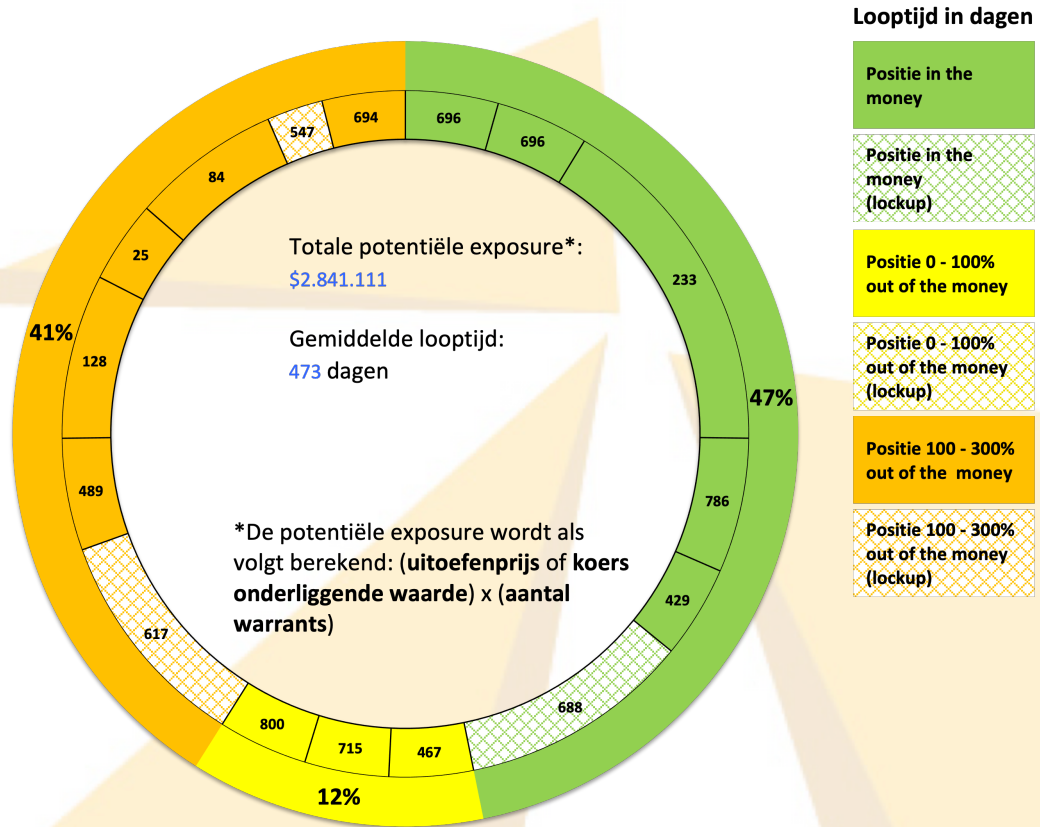 Looptijd in dagen
Positie in the
money
Positie in the
money
(lockup)
Positie 0 - 100%
out of the money
Positie 0 - 100%
out of the money
(lockup)
Positie 100 - 300%
out of the  money
Positie 100 - 300%
out of the money
(lockup)
696
696
233
786
429
688
467
715
800
617
489
128
25
84
547
694
47%
12%
41%
Totale potentiële exposure*:
$2.841.111
Gemiddelde looptijd:
473 dagen
*De potentiële exposure wordt als
volgt berekend: (uitoefenprijs of koers
onderliggende waarde) x (aantal
warrants)